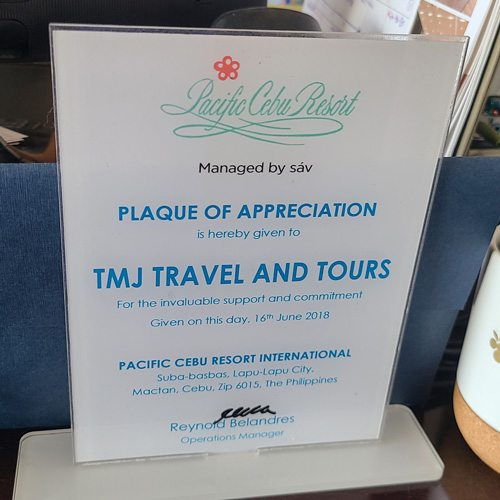 Pacific Cebu Resort
Managed by sáv
PLAQUE OF APPRECIATION
is hereby given to
TMJ TRAVEL AND TOURS
For the invaluable support and commitment
Given on this day, 16th June 2018
PACIFIC CEBU RESORT INTERNATIONAL
Suba-basbas, Lapu-Lapu City,
Mactan, Cebu, Zip 6015, The Philippines
Reynold Belandres
Operations Manager